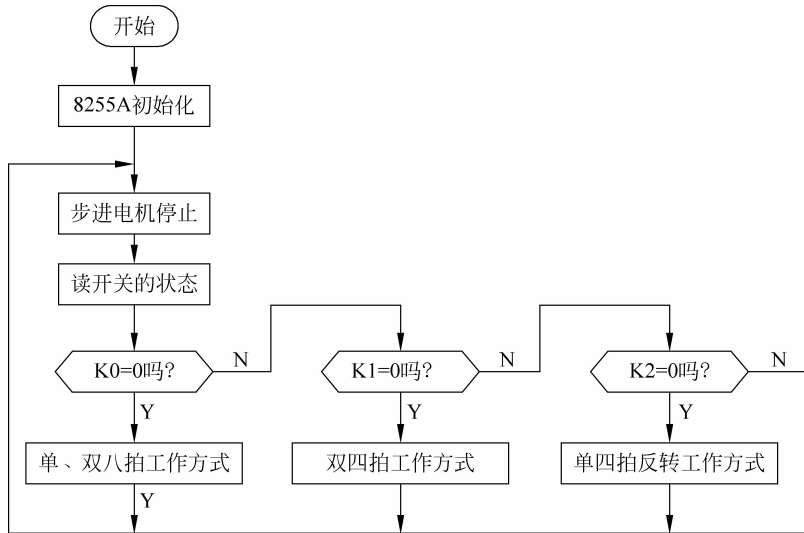 开始
8255A初始化
步进电机停止
读开关的状态
K0=0吗?
N
K1=0吗?
N
K2=0吗?
N
Y
Y
Y
单、双八拍工作方式
双四拍工作方式
单四拍反转工作方式
Y